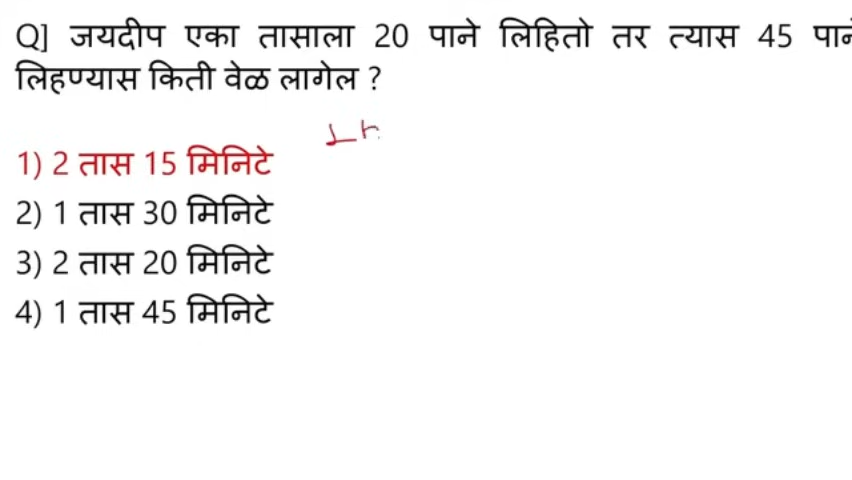 Q] जयदीप एका तासाला 20 पाने लिहितो तर त्यास 45
लिहण्यास किती वेळ लागेल ?
1) 2 तास 15 मिनिटे
2) 1 तास 30 मिनिटे
3) 2 तास 20 मिनिटे
4) 1 तास 45 मिनिटे